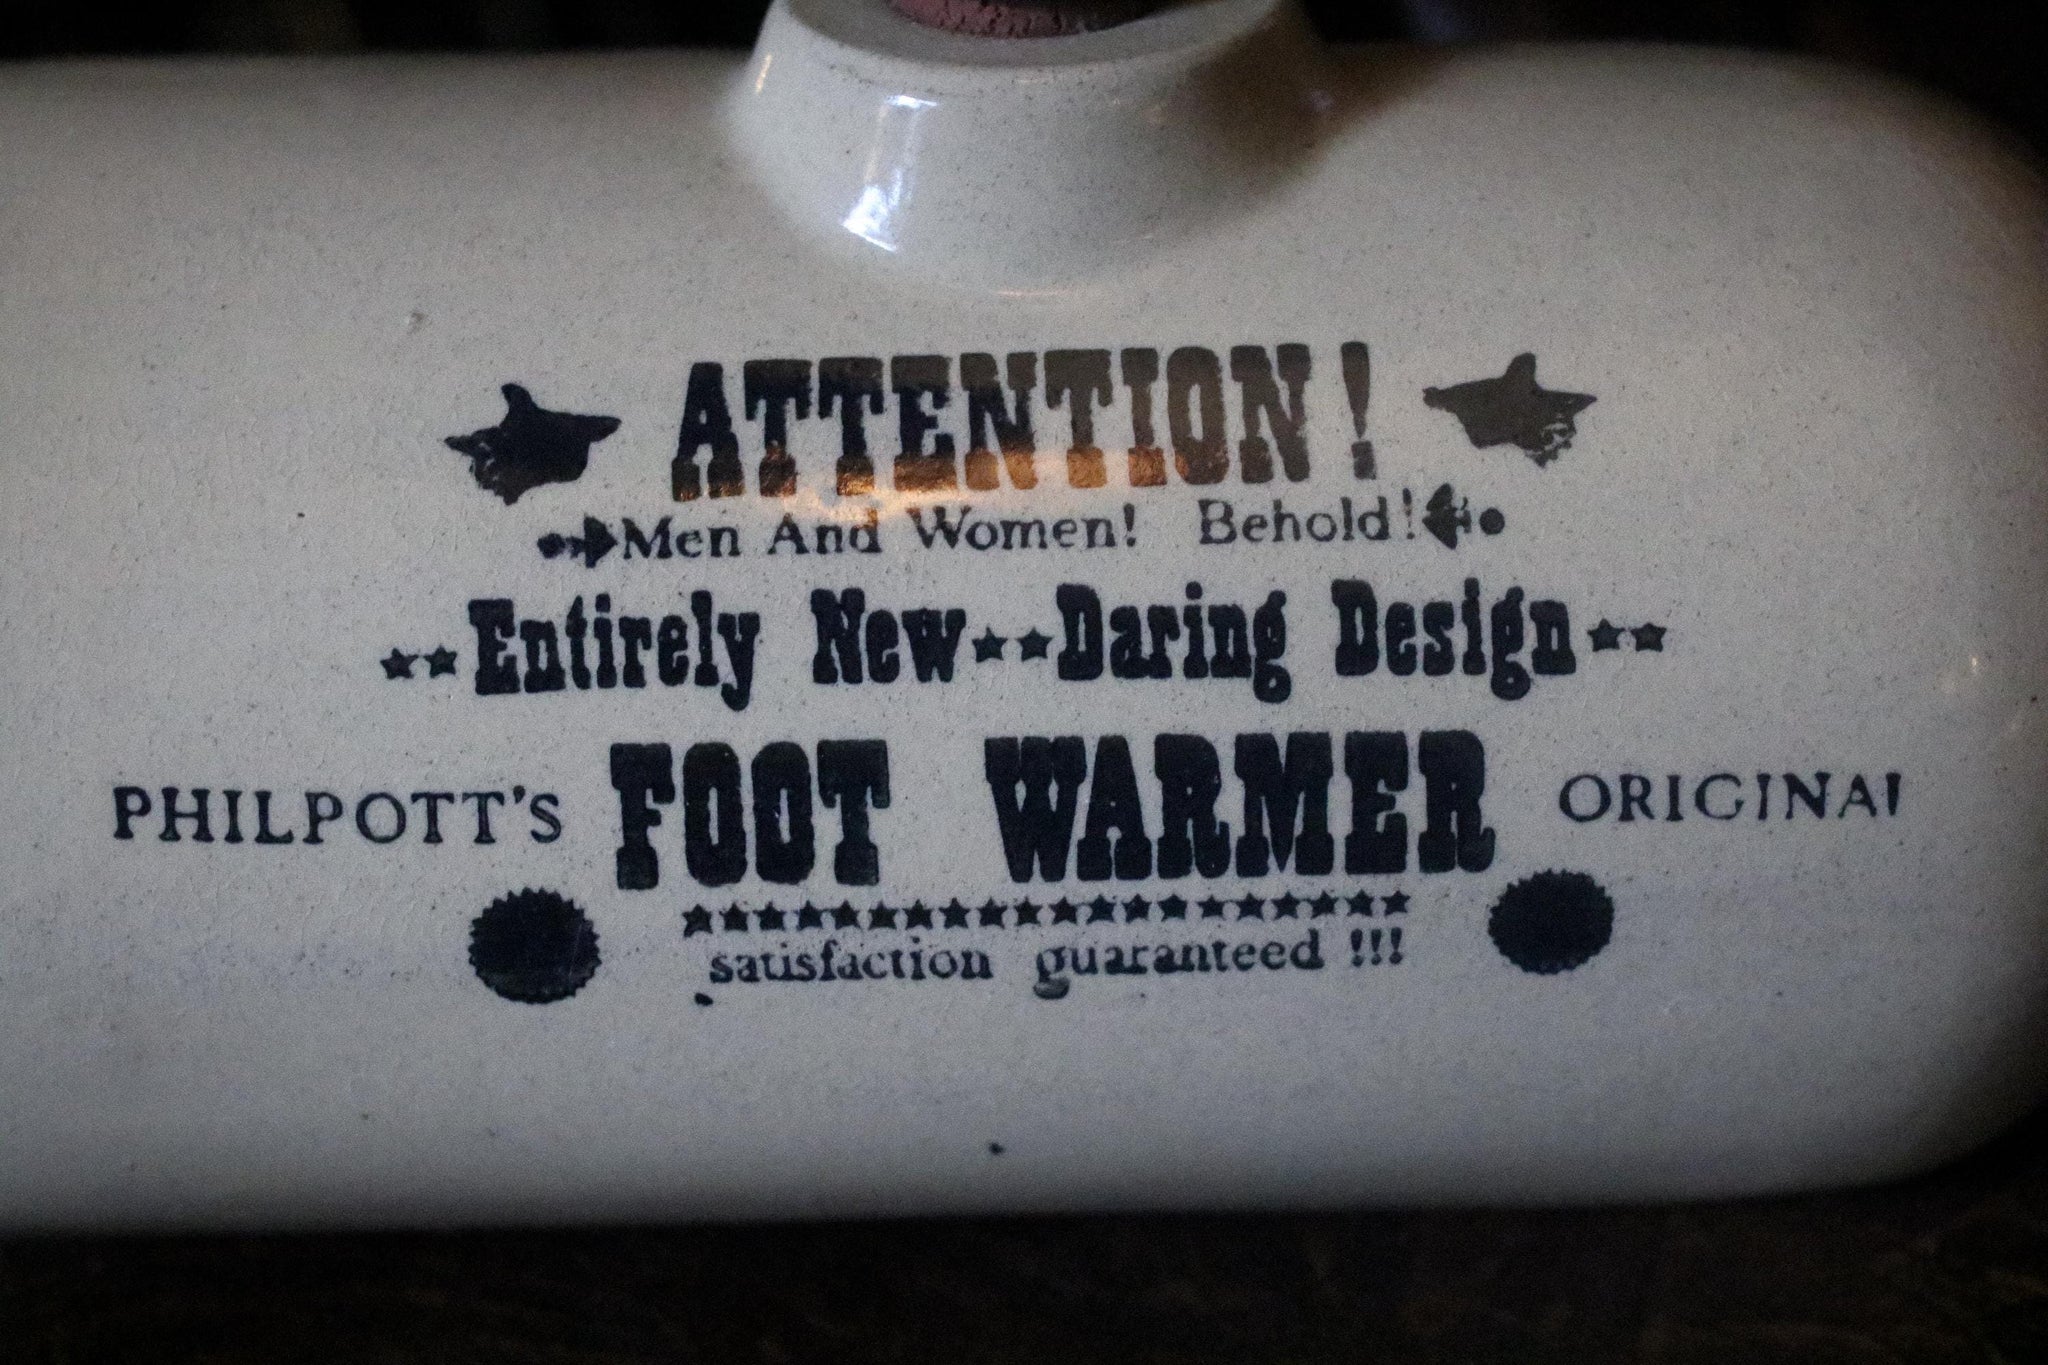 ATTENTION!
Men And Women! Behold!
★★Entirely New★★Daring Design★★
PHILPOTT'S FOOT WARMER ORIGINAL
★★★★★★★★★★★★★★★★★★★★
satisfaction guaranteed !!!